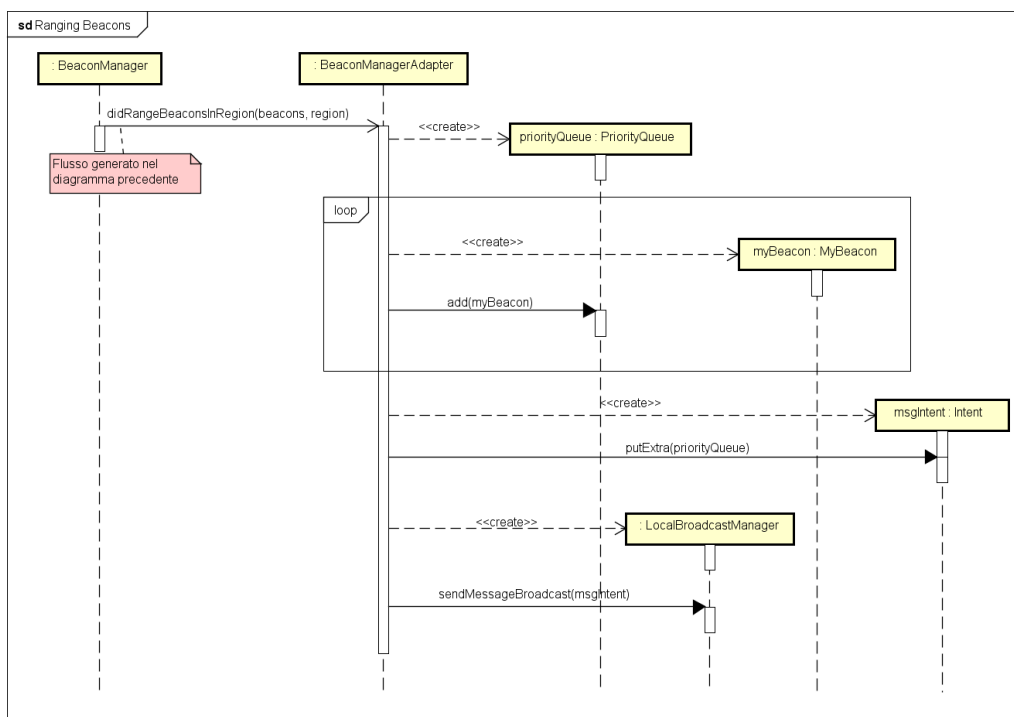 sd Ranging Beacons
: BeaconManager
: BeaconManagerAdapter
didRangeBeaconsInRegion(beacons, region)
<<create>>
priorityQueue : PriorityQueue
Flusso generato nel
diagramma precedente
loop
<<create>>
myBeacon : MyBeacon
add(myBeacon)
<<create>>
msgIntent : Intent
putExtra(priorityQueue)
<<create>>
: LocalBroadcastManager
sendMessageBroadcast(msgIntent)